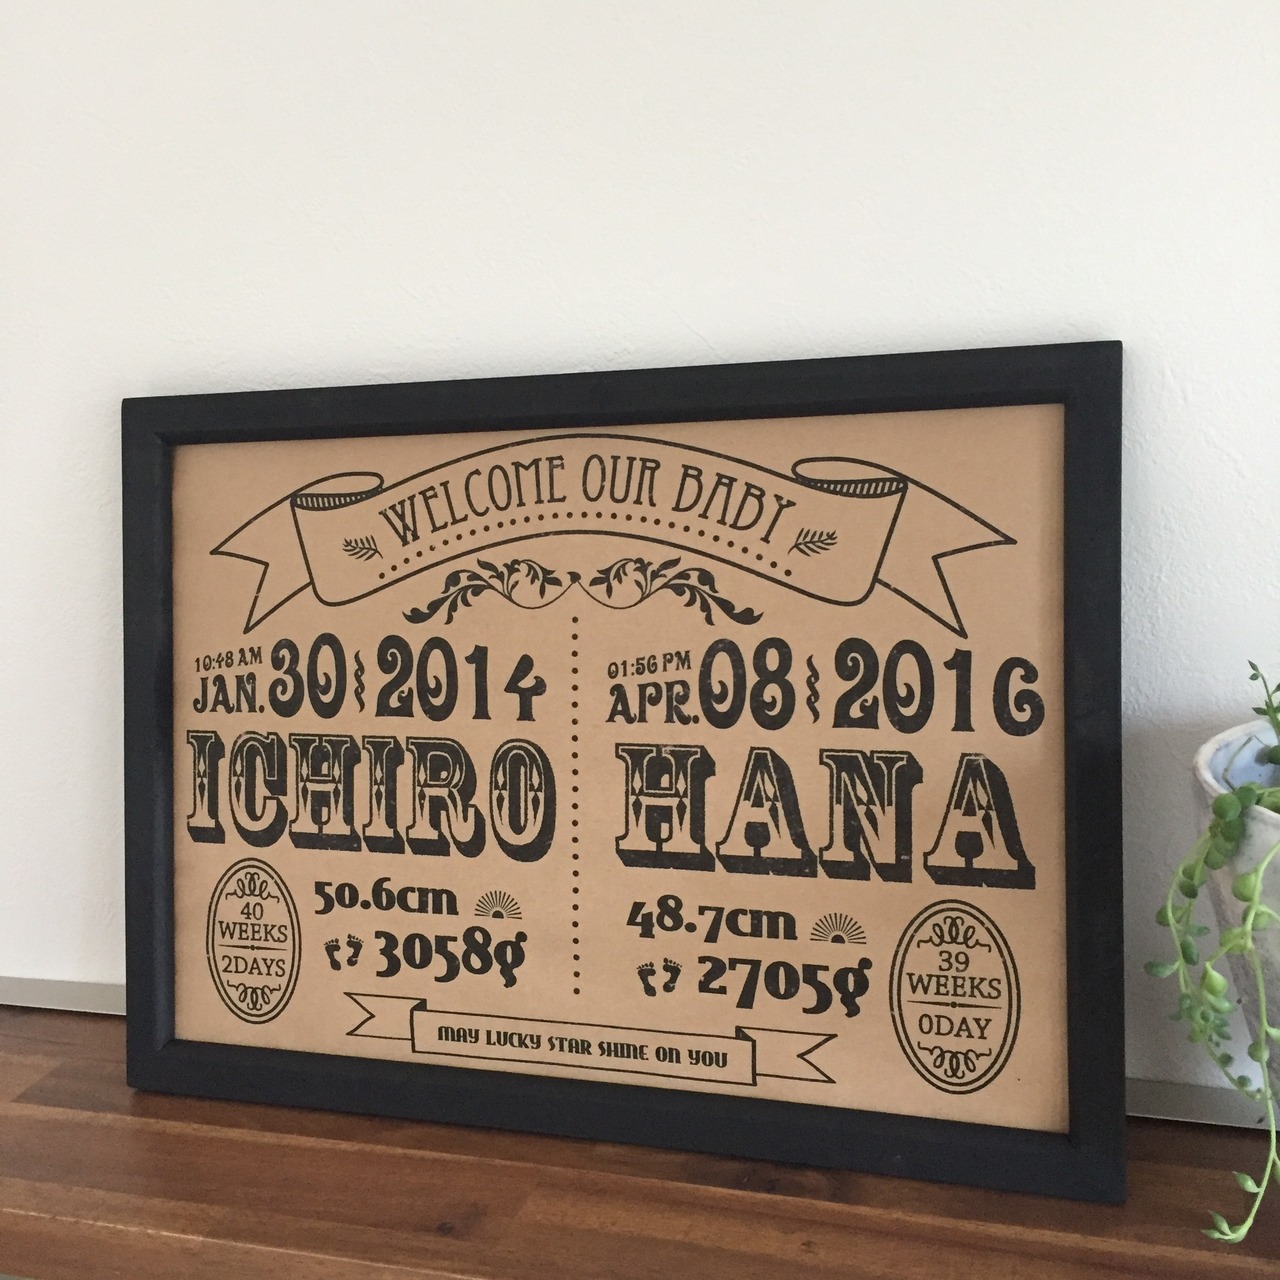 WELCOME OUR BABY
10:48 AM
JAN. 30 2014
ICHIRO
40
WEEKS
2DAYS
50.6cm
3058g
01:56 PM
APR. 08 2016
HANA
48.7cm
2705g
39
WEEKS
0DAY
MAY LUCKY STAR SHINE ON YOU